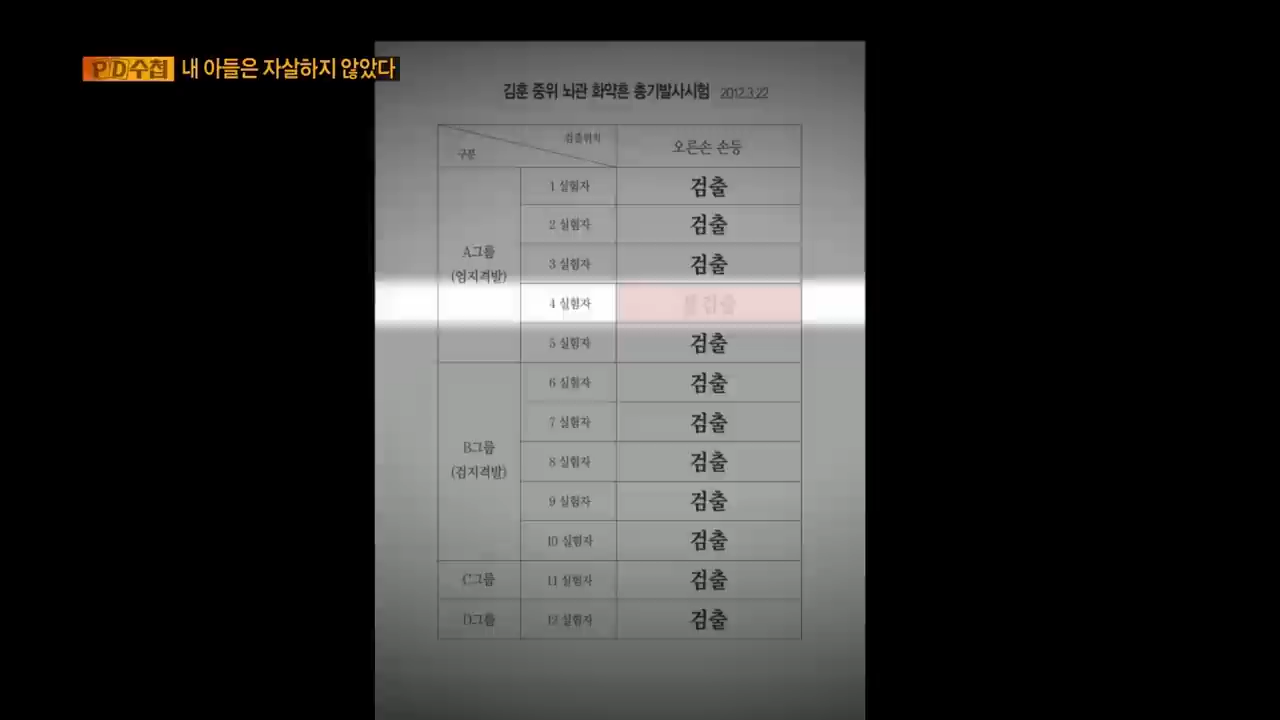 PD수첩 내 아들은 자살하지 않았다
김훈 중위 뇌관 화약흔 총기발사시험 2012.3.22
구분 검출위치 오른손 손등
A그룹
(엄지격발)
1 실험자 검출
2 실험자 검출
3 실험자 검출
4 실험자 불검출
5 실험자 검출
B그룹
(검지격발)
6 실험자 검출
7 실험자 검출
8 실험자 검출
9 실험자 검출
10 실험자 검출
C그룹 11 실험자 검출
D그룹 12 실험자 검출